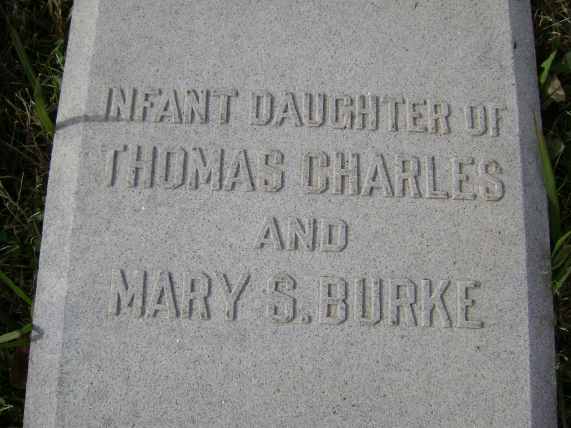 INFANT DAUGHTER OF
THOMAS CHARLES
AND
MARY S. BURKE